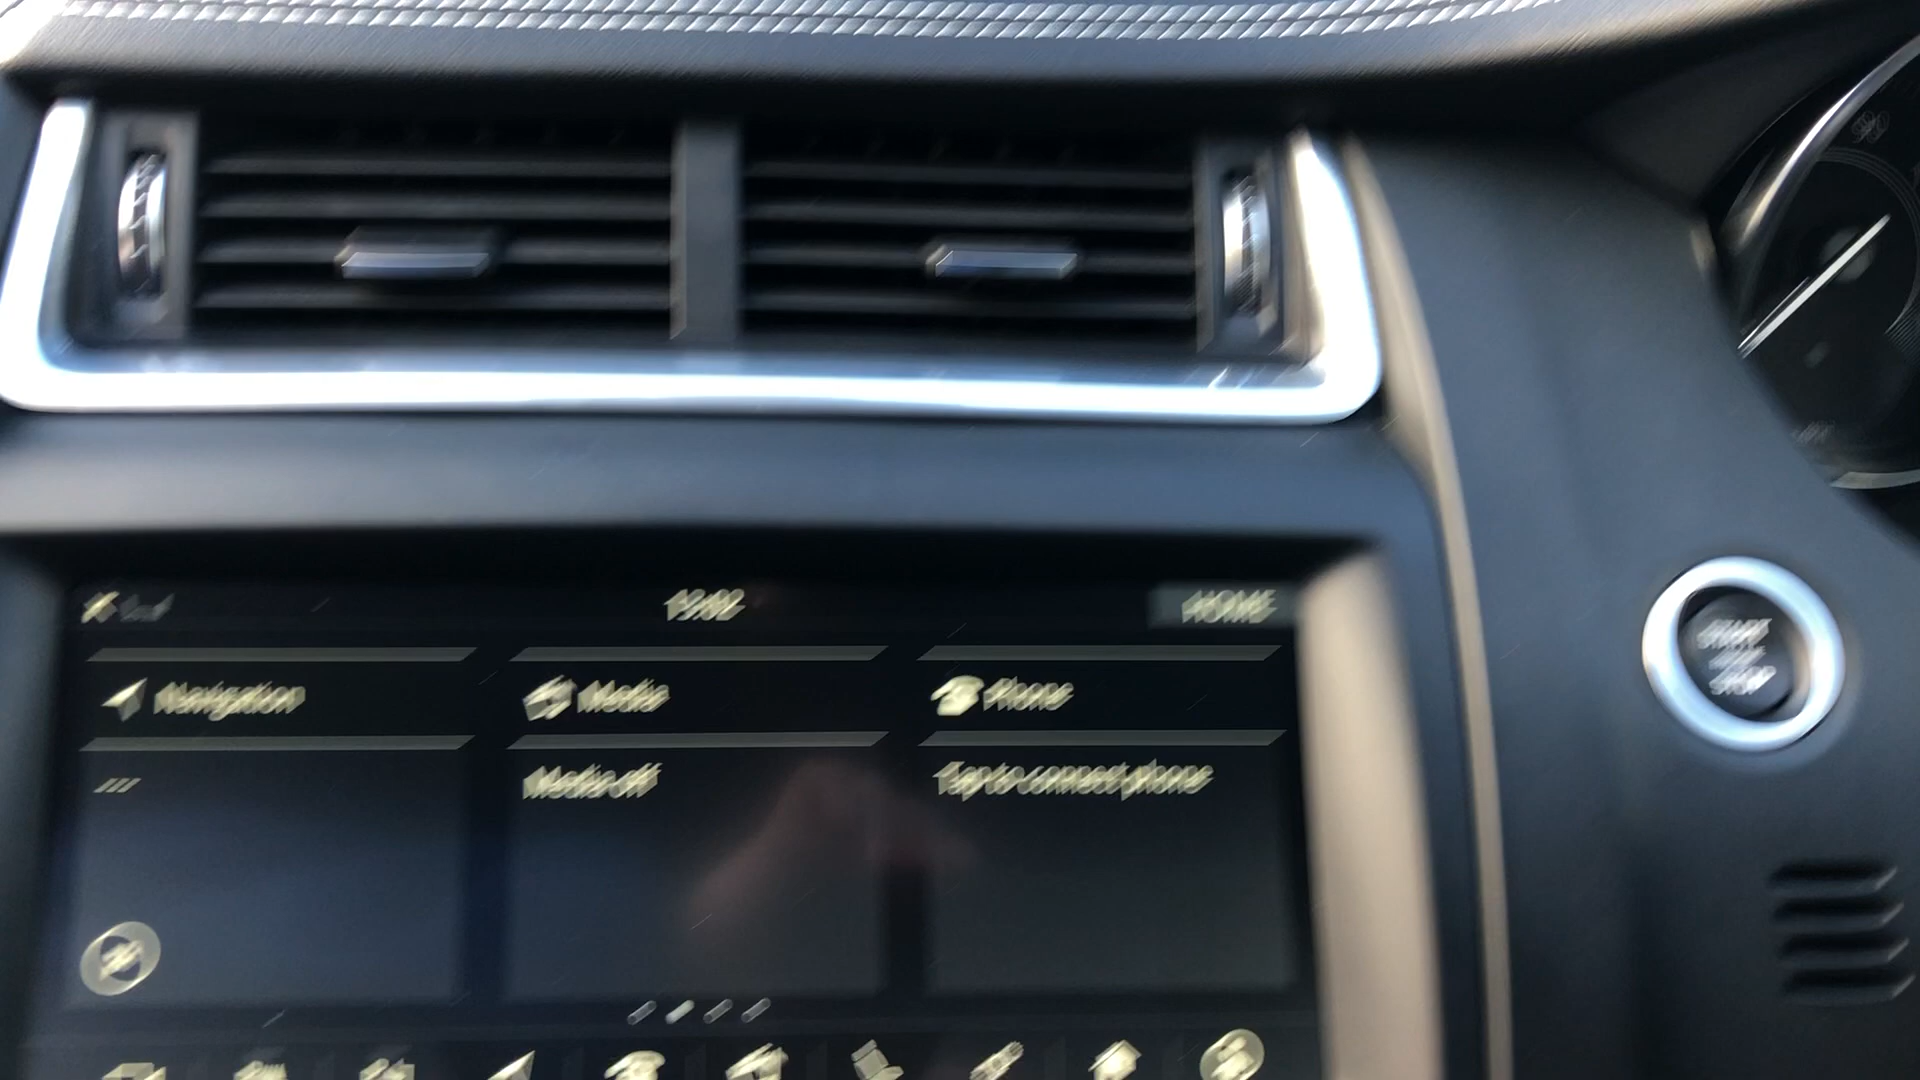 HOME
Navigation
Media
Phone
Media off
Tap to connect phone
START
STOP